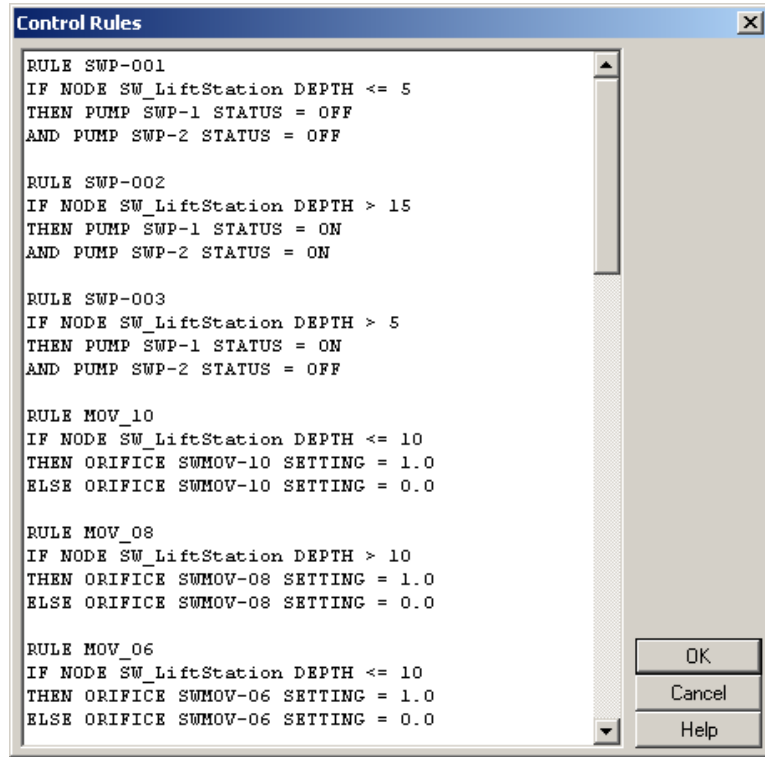 Control Rules
RULE SWP-001
IF NODE SW_LiftStation DEPTH <= 5
THEN PUMP SWP-1 STATUS = OFF
AND PUMP SWP-2 STATUS = OFF
RULE SWP-002
IF NODE SW_LiftStation DEPTH > 15
THEN PUMP SWP-1 STATUS = ON
AND PUMP SWP-2 STATUS = ON
RULE SWP-003
IF NODE SW_LiftStation DEPTH > 5
THEN PUMP SWP-1 STATUS = ON
AND PUMP SWP-2 STATUS = OFF
RULE MOV_10
IF NODE SW_LiftStation DEPTH <= 10
THEN ORIFICE SWMOV-10 SETTING = 1.0
ELSE ORIFICE SWMOV-10 SETTING = 0.0
RULE MOV_08
IF NODE SW_LiftStation DEPTH > 10
THEN ORIFICE SWMOV-08 SETTING = 1.0
ELSE ORIFICE SWMOV-08 SETTING = 0.0
RULE MOV_06
IF NODE SW_LiftStation DEPTH <= 10
THEN ORIFICE SWMOV-06 SETTING = 1.0
ELSE ORIFICE SWMOV-06 SETTING = 0.0
OK
Cancel
Help